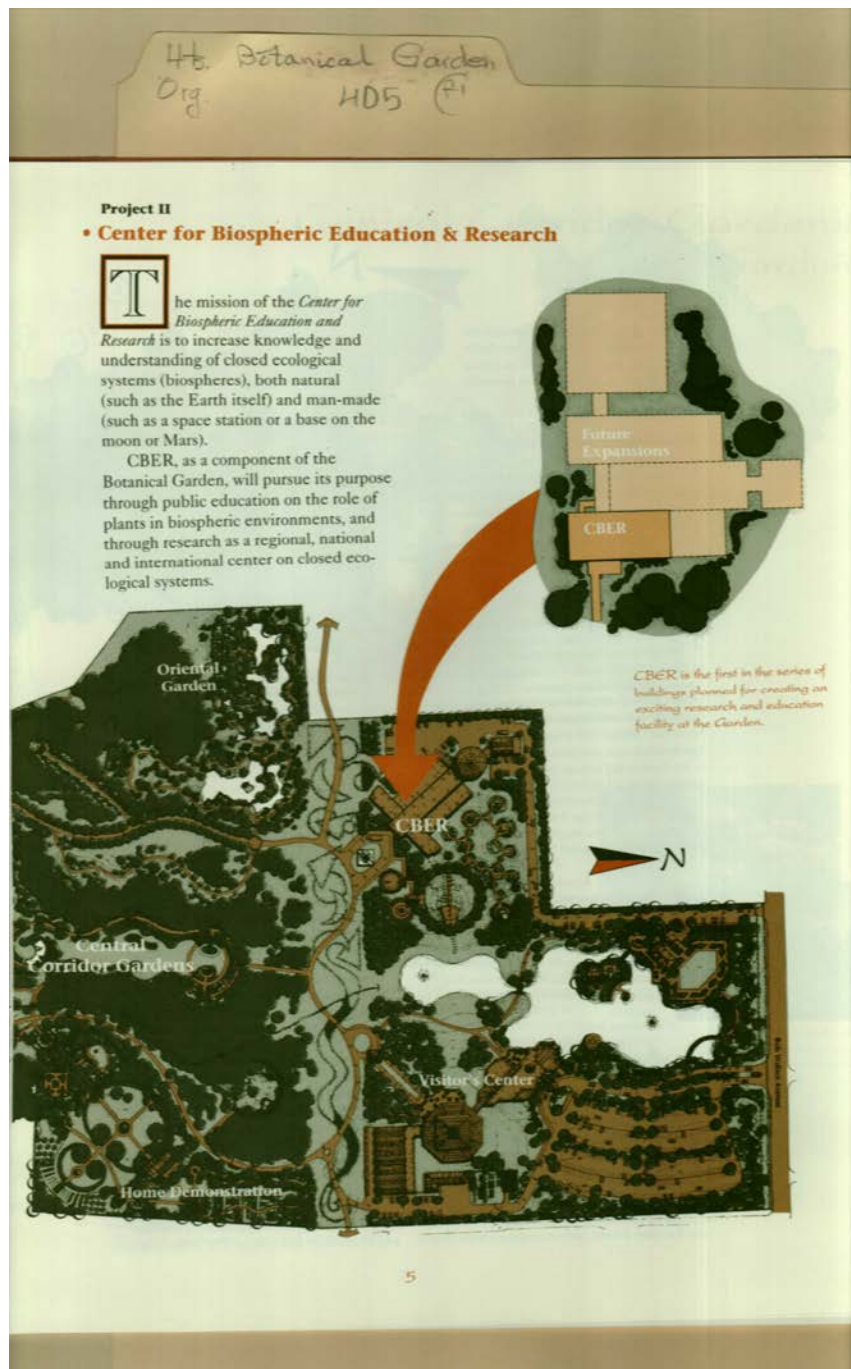 Hts. Botanical Garden
Org. HD5
Project II
• Center for Biospheric Education & Research
The mission of the Center for
Biospheric Education and
Research is to increase knowledge and
understanding of closed ecological
systems (biospheres), both natural
(such as the Earth itself) and man-made
(such as a space station or a base on the
moon or Mars).
CBER, as a component of the
Botanical Garden, will pursue its purpose
through public education on the role of
plants in biospheric environments, and
through research as a regional, national
and international center on closed eco-
logical systems.
Future
Expansions
CBER
CBER is the first in the series of
buildings planned for creating an
exciting research and education
facility at the Garden.
Oriental
Garden
CBER
N
Central
Corridor Gardens
Visitor's Center
Bob Wallace Avenue
Home Demonstration
5